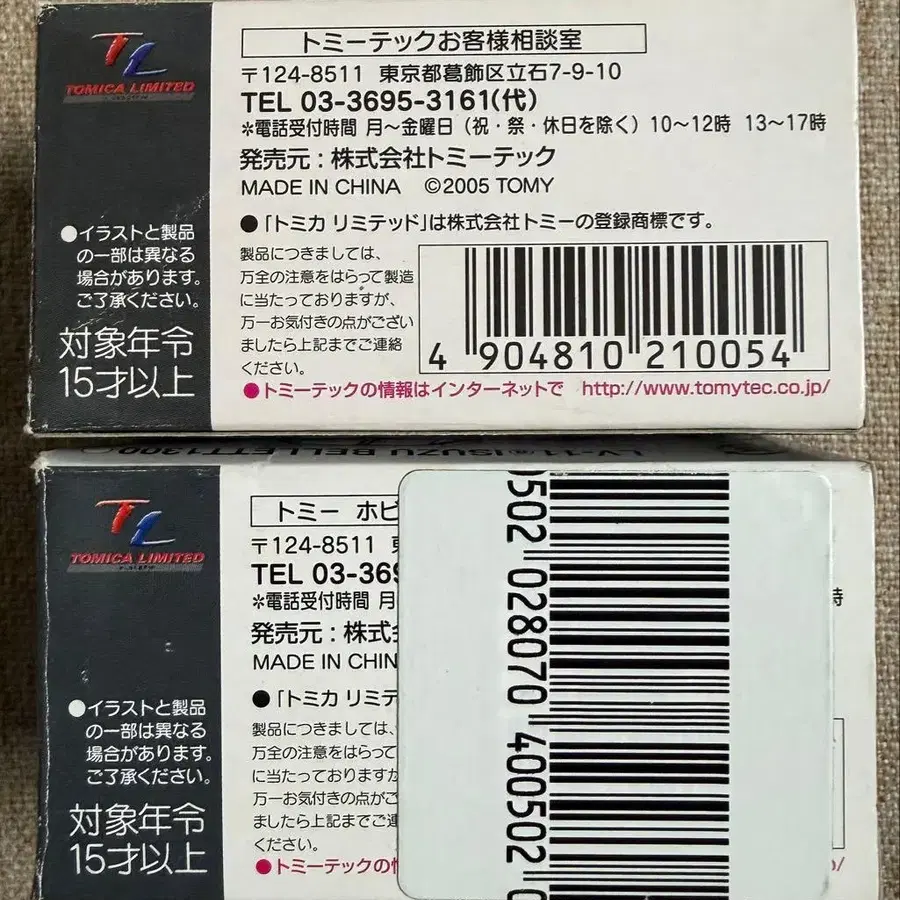 TL
TOMICA LIMITED
トミーテックお客様相談室
〒124-8511 東京都葛飾区立石7-9-10
TEL 03-3695-3161(代)
*電話受付時間 月〜金曜日(祝・祭・休日を除く) 10〜12時 13〜17時
発売元:株式会社トミーテック
MADE IN CHINA ©2005 TOMY
●「トミカ リミテッド」は株式会社トミーの登録商標です。
●イラストと製品
の一部は異なる
場合があります。
ご了承ください。
対象年令
15才以上
製品につきましては、
万全の注意をはらって製造
に当たっておりますが、
万一お気付きの点がござい
ましたら上記までご連絡
ください。
4 904810 210054
●トミーテックの情報はインターネットで http://www.tomytec.co.jp/
LV-11ⓐ ISUZU BELLETT1300
TL
TOMICA LIMITED
トミー ホビ
〒124-8511
TEL 03-369
*電話受付時間 月 時
発売元:株式
MADE IN CHIN
●「トミカ リミテ
●イラストと製品
の一部は異なる
場合があります。
ご了承ください。
対象年令
15才以上
製品につきましては、
万全の注意をはらって
に当たっておりますが
万一お気付きの点がご
ましたら上記までご連
ください。
●トミーテックの
0502 028070 400502 0